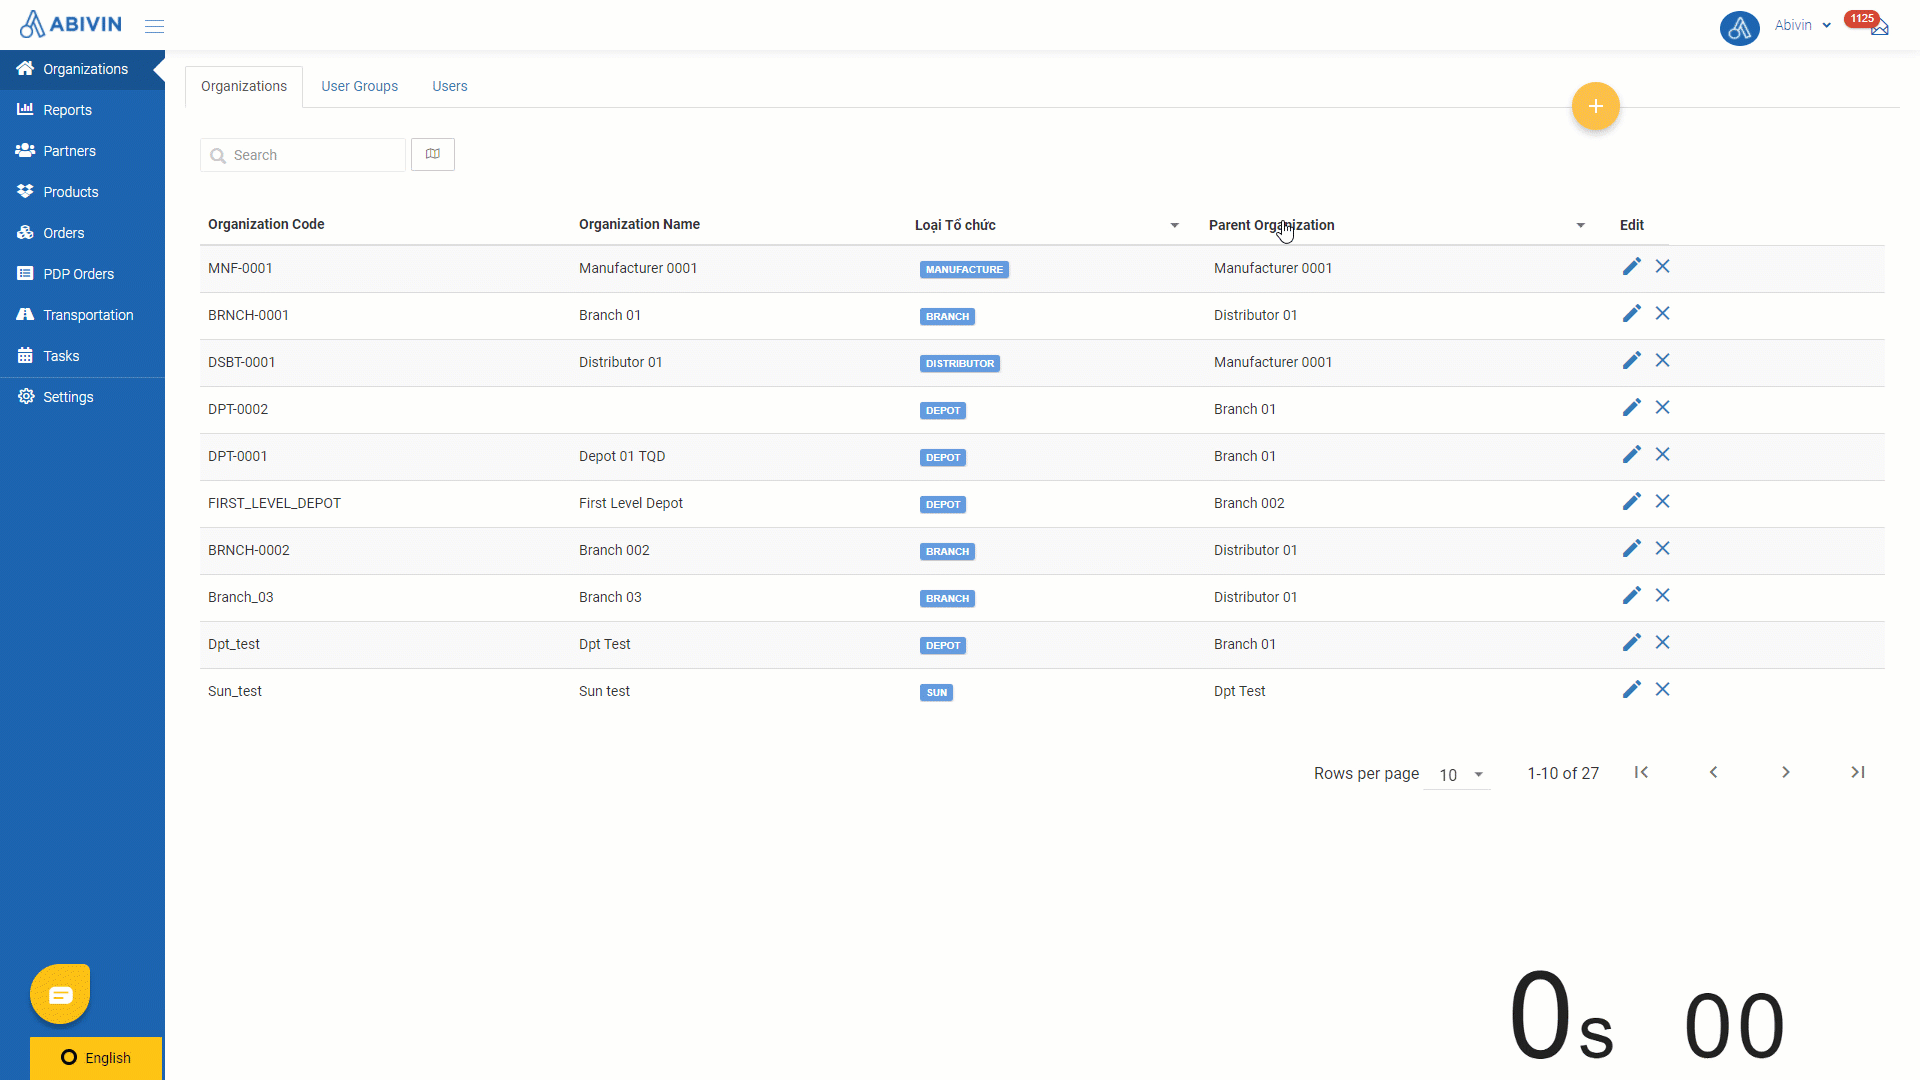 ABIVIN
Abivin
1125
Organizations
Reports
Partners
Products
Orders
PDP Orders
Transportation
Tasks
Settings
English
Organizations User Groups Users
+
Search
Organization Code Organization Name Loại Tổ chức Parent Organization Edit
MNF-0001 Manufacturer 0001 MANUFACTURE Manufacturer 0001
BRNCH-0001 Branch 01 BRANCH Distributor 01
DSBT-0001 Distributor 01 DISTRIBUTOR Manufacturer 0001
DPT-0002 DEPOT Branch 01
DPT-0001 Depot 01 TQD DEPOT Branch 01
FIRST_LEVEL_DEPOT First Level Depot DEPOT Branch 002
BRNCH-0002 Branch 002 BRANCH Distributor 01
Branch_03 Branch 03 BRANCH Distributor 01
Dpt_test Dpt Test DEPOT Branch 01
Sun_test Sun test SUN Dpt Test
Rows per page 10 1-10 of 27
0s 00